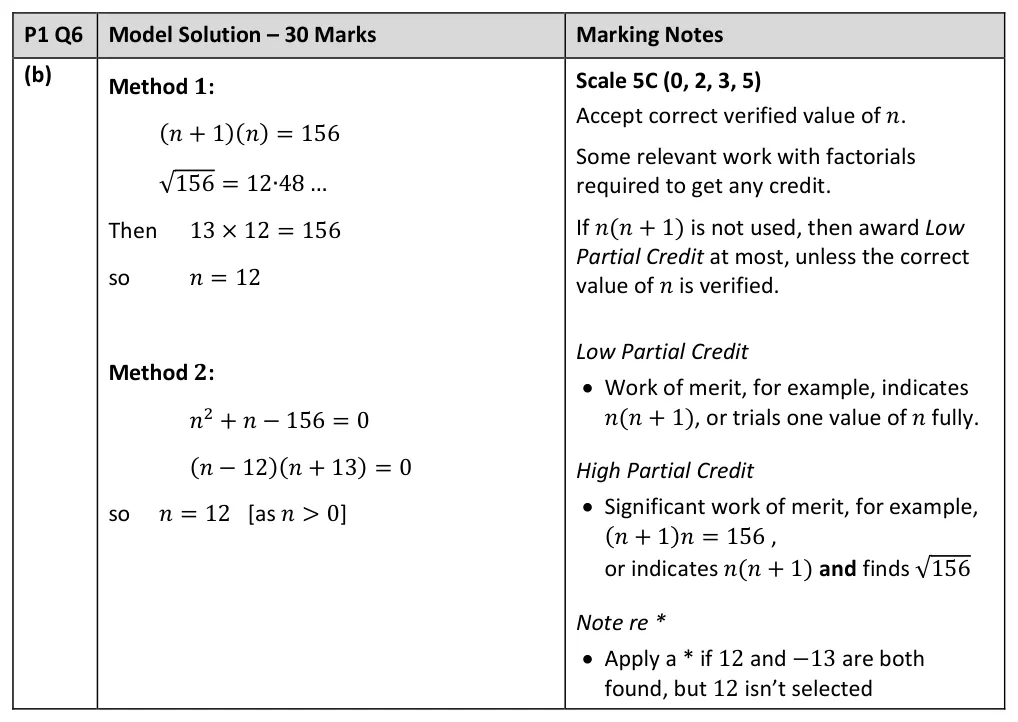 P1 Q6 Model Solution – 30 Marks Marking Notes
(b)
Method 1:
(n + 1)(n) = 156
√156 = 12·48 …
Then 13 × 12 = 156
so n = 12
Method 2:
n² + n − 156 = 0
(n − 12)(n + 13) = 0
so n = 12 [as n > 0]
Scale 5C (0, 2, 3, 5)
Accept correct verified value of n.
Some relevant work with factorials
required to get any credit.
If n(n + 1) is not used, then award Low
Partial Credit at most, unless the correct
value of n is verified.
Low Partial Credit
• Work of merit, for example, indicates
n(n + 1), or trials one value of n fully.
High Partial Credit
• Significant work of merit, for example,
(n + 1)n = 156 ,
or indicates n(n + 1) and finds √156
Note re *
• Apply a * if 12 and −13 are both
found, but 12 isn’t selected